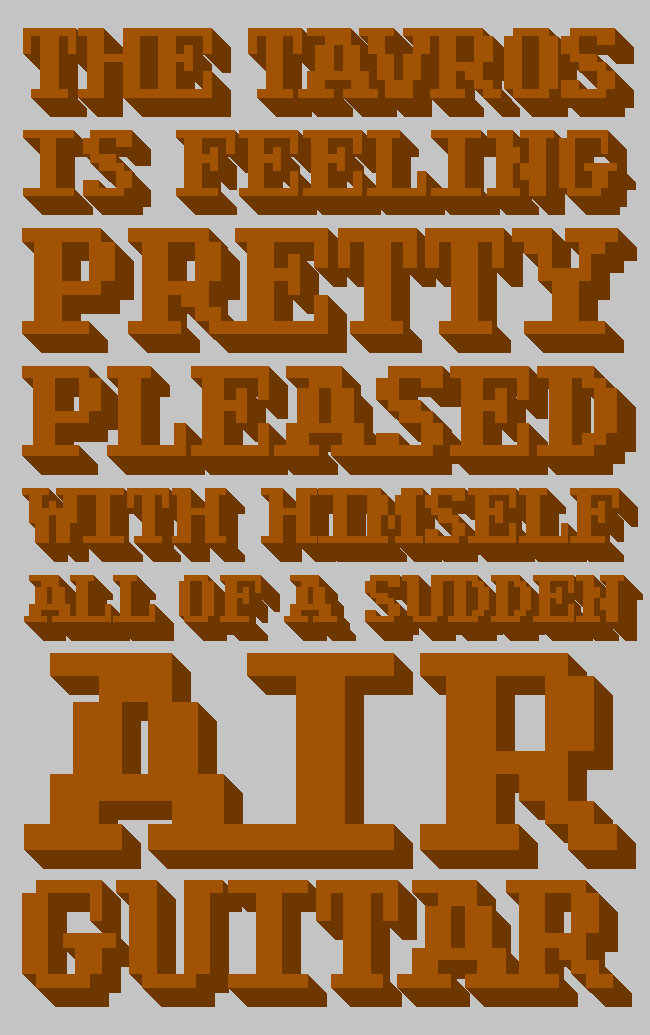 THE TAVROS
IS FEELING
PRETTY
PLEASED
WITH HIMSELF
ALL OF A SUDDEN
AIR
GUITAR